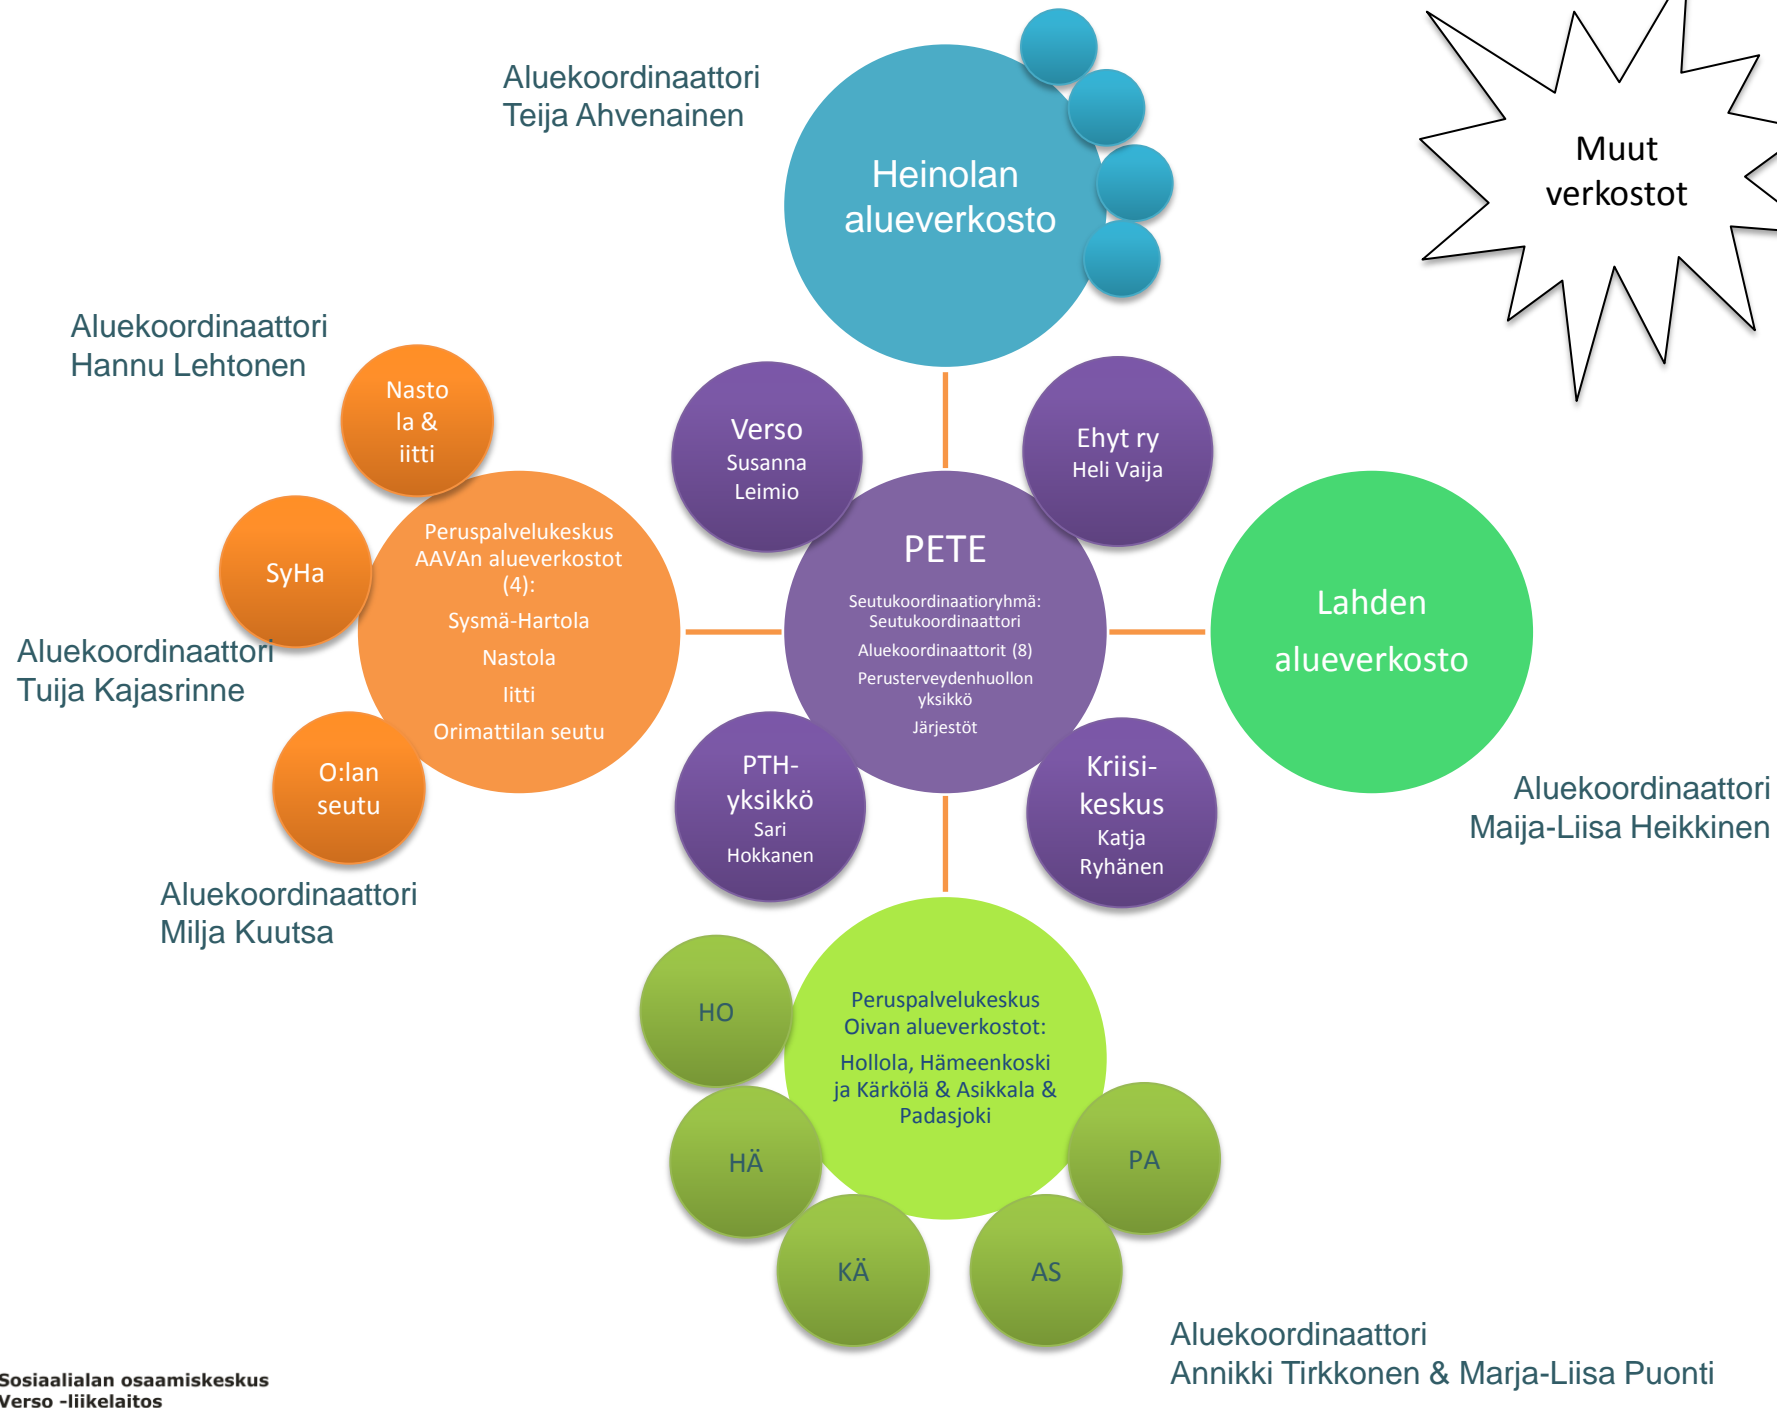 Aluekoordinaattori
Teija Ahvenainen
Heinolan
alueverkosto
Muut
verkostot
Aluekoordinaattori
Hannu Lehtonen
Nasto
la &
iitti
SyHa
Aluekoordinaattori
Tuija Kajasrinne
O:lan
seutu
Aluekoordinaattori
Milja Kuutsa
Peruspalvelukeskus
AAVAn alueverkostot
(4):
Sysmä-Hartola
Nastola
Iitti
Orimattilan seutu
Verso
Susanna
Leimio
Ehyt ry
Heli Vaija
PETE
Seutukoordinaatioryhmä:
Seutukoordinaattori
Aluekoordinaattorit (8)
Perusterveydenhuollon
yksikkö
Järjestöt
PTH-
yksikkö
Sari
Hokkanen
Kriisi-
keskus
Katja
Ryhänen
Lahden
alueverkosto
Aluekoordinaattori
Maija-Liisa Heikkinen
Peruspalvelukeskus
Oivan alueverkostot:
Hollola, Hämeenkoski
ja Kärkölä & Asikkala &
Padasjoki
HO
HÄ
KÄ
AS
PA
Aluekoordinaattori
Annikki Tirkkonen & Marja-Liisa Puonti
Sosiaalialan osaamiskeskus
Verso -liikelaitos